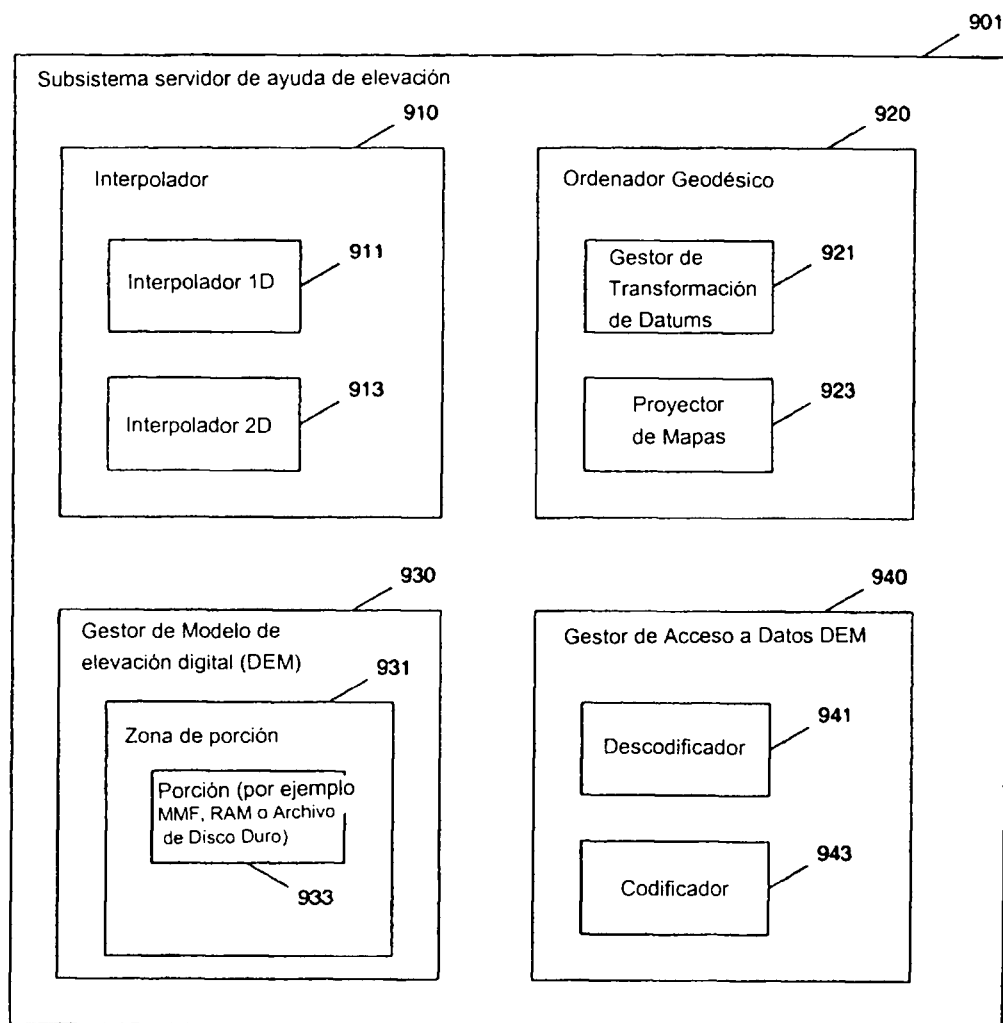 901
Subsistema servidor de ayuda de elevación
910
Interpolador
911
Interpolador 1D
913
Interpolador 2D
920
Ordenador Geodésico
921
Gestor de
Transformación
de Datums
923
Proyector
de Mapas
930
Gestor de Modelo de
elevación digital (DEM)
931
Zona de porción
Porción (por ejemplo
MMF, RAM o Archivo
de Disco Duro)
933
940
Gestor de Acceso a Datos DEM
941
Descodificador
943
Codificador